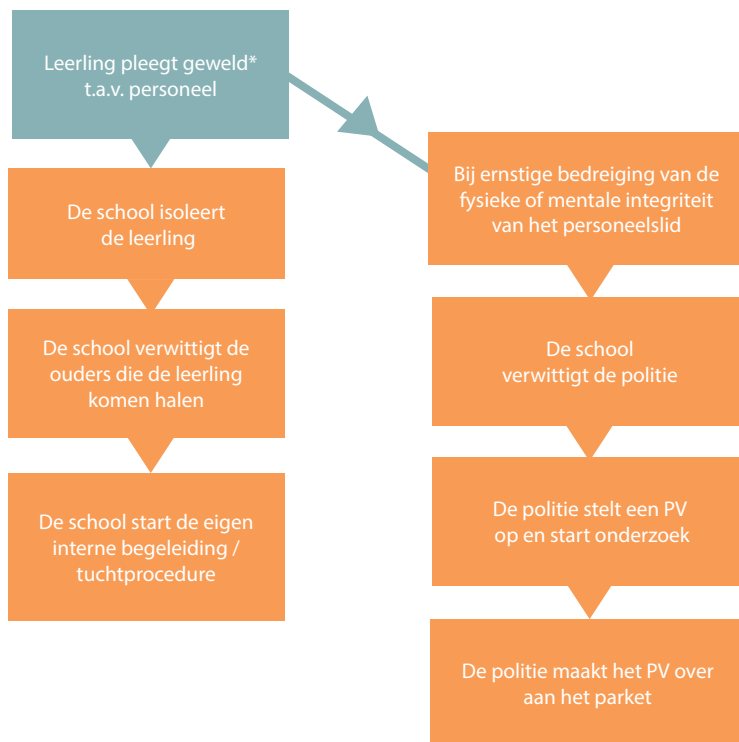 Leerling pleegt geweld*
t.a.v. personeel
De school isoleert
de leerling
De school verwittigt de
ouders die de leerling
komen halen
De school start de eigen
interne begeleiding /
tuchtprocedure
Bij ernstige bedreiging van de
fysieke of mentale integriteit
van het personeelslid
De school
verwittigt de politie
De politie stelt een PV
op en start onderzoek
De politie maakt het PV over
aan het parket